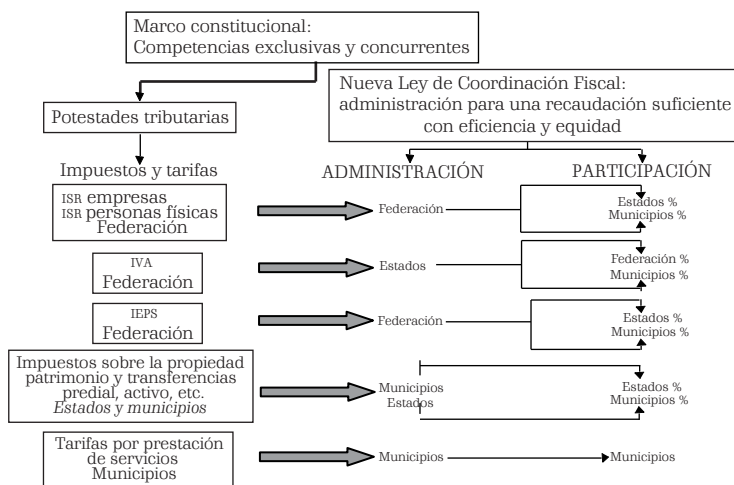 Marco constitucional:
Competencias exclusivas y concurrentes
Nueva Ley de Coordinación Fiscal:
administración para una recaudación suficiente
con eficiencia y equidad
Potestades tributarias
Impuestos y tarifas
ADMINISTRACIÓN
PARTICIPACIÓN
ISR empresas
ISR personas físicas
Federación
Federación
Estados %
Municipios %
IVA
Federación
Estados
Federación %
Municipios %
IEPS
Federación
Federación
Estados %
Municipios %
Impuestos sobre la propiedad
patrimonio y transferencias
predial, activo, etc.
Estados y municipios
Municipios
Estados
Estados %
Municipios %
Tarifas por prestación
de servicios
Municipios
Municipios
Municipios